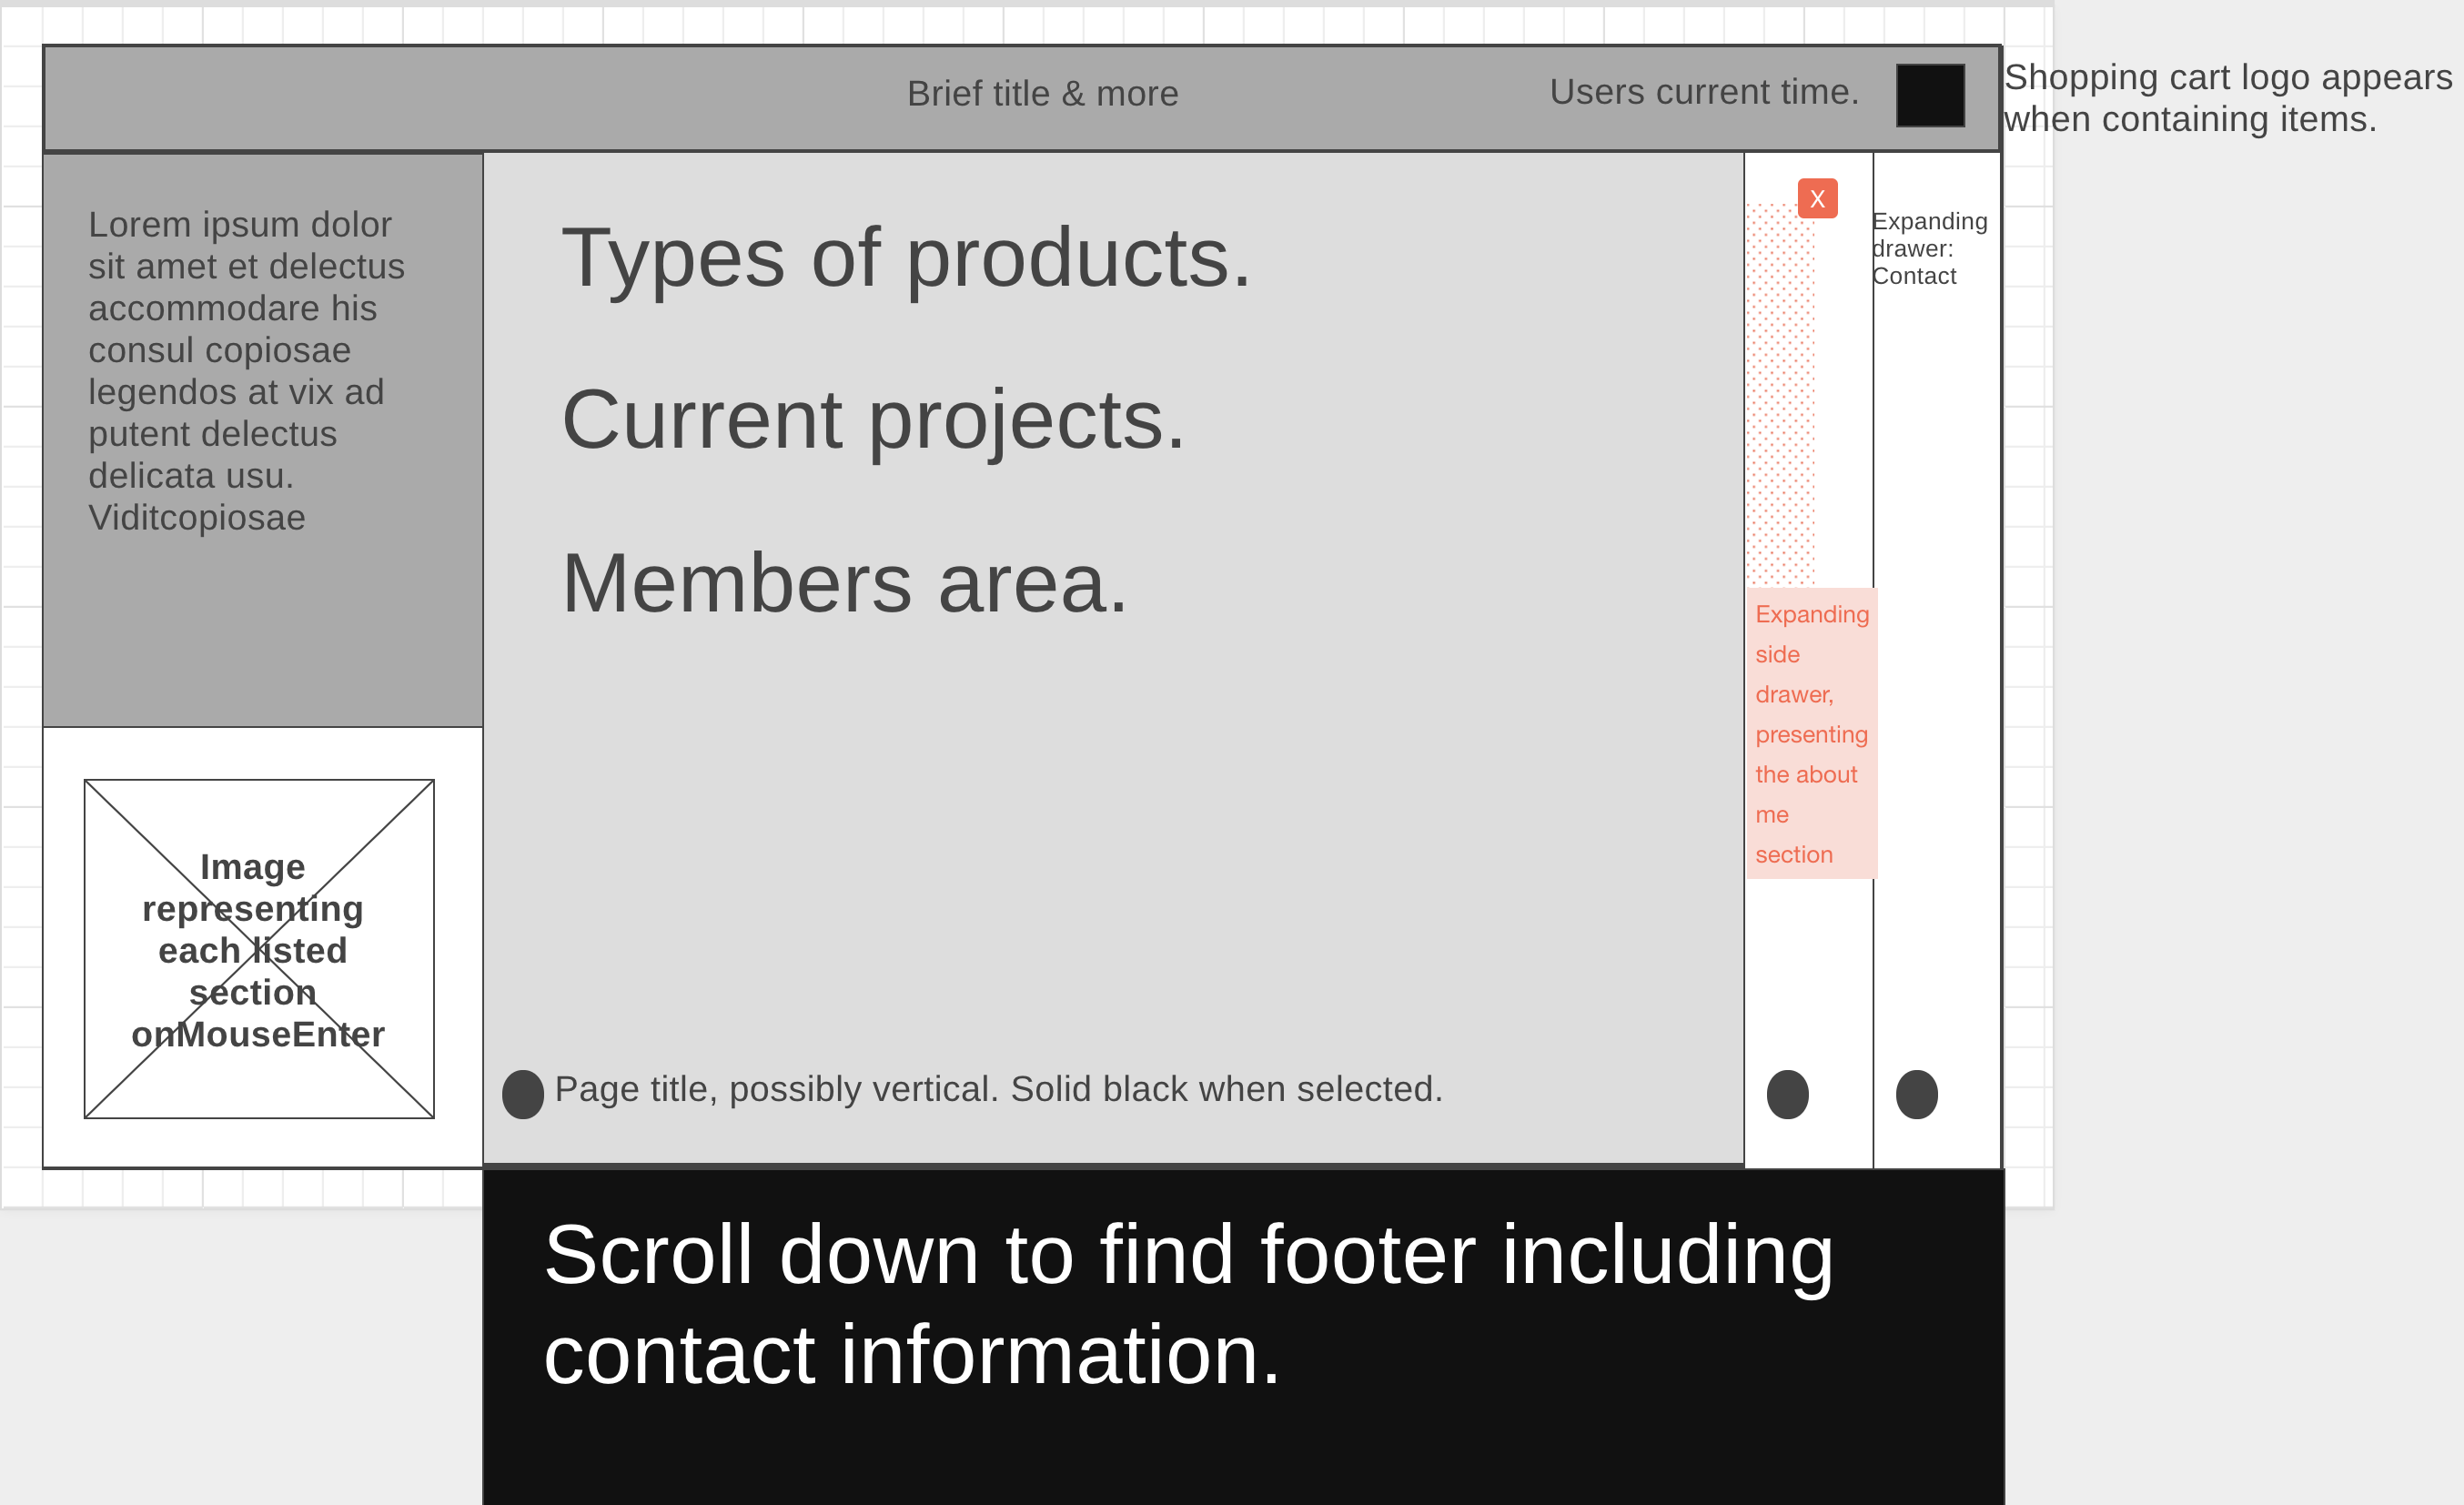 Brief title & more
Users current time.
Shopping cart logo appears
when containing items.
Lorem ipsum dolor
sit amet et delectus
accommodare his
consul copiosae
legendos at vix ad
putent delectus
delicata usu.
Viditcopiosae
Image
representing
each listed
section
onMouseEnter
Types of products.
Current projects.
Members area.
Page title, possibly vertical. Solid black when selected.
X
Expanding
side
drawer,
presenting
the about
me
section
Expanding
drawer:
Contact
Scroll down to find footer including
contact information.